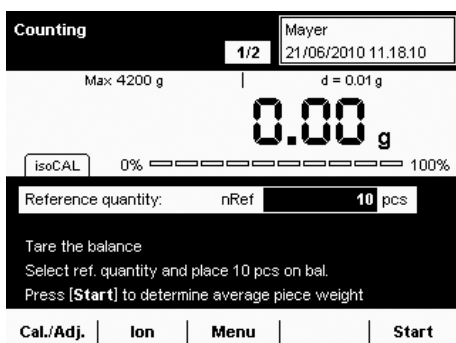 Counting
1/2
Mayer
21/06/2010 11.18.10
Max 4200 g
d = 0.01 g
0.00 g
isoCAL
0%
100%
Reference quantity: nRef 10 pcs
Tare the balance
Select ref. quantity and place 10 pcs on bal.
Press [Start] to determine average piece weight
Cal./Adj. Ion Menu Start